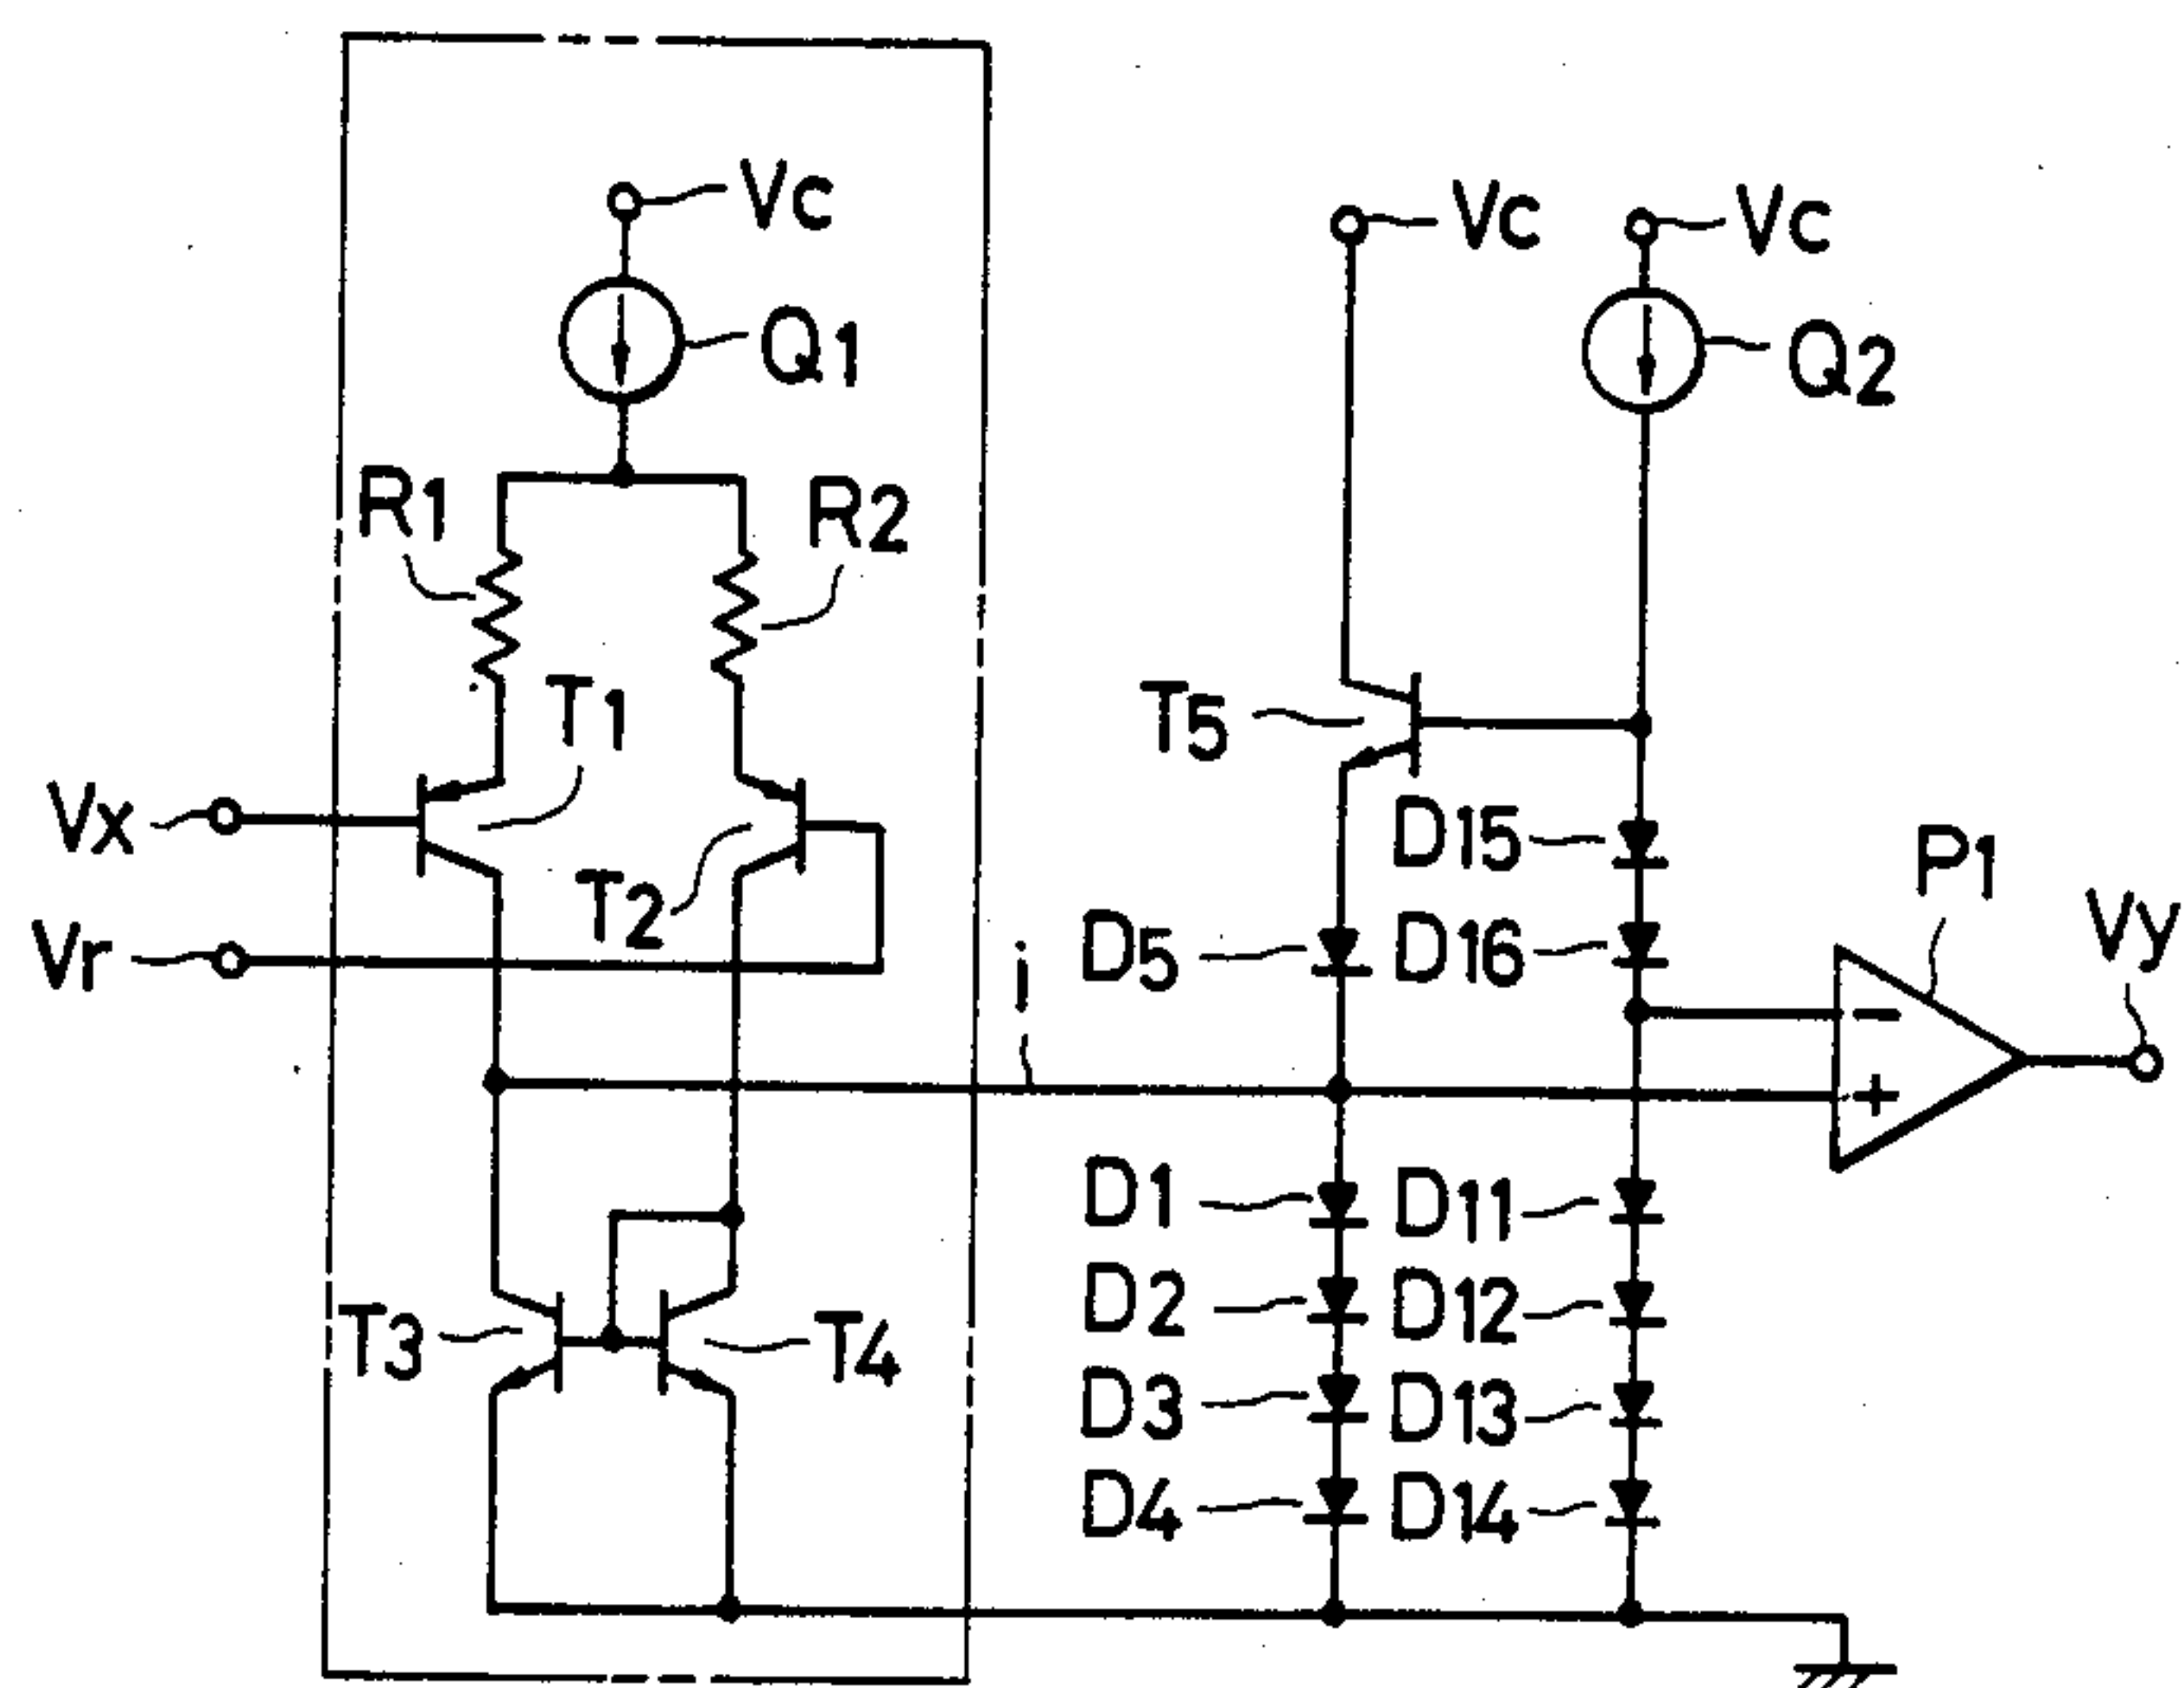 Vc
Vc
Vc
Q1
Q2
R1
R2
T1
T5
Vx
D15
P1
T2
Vy
Vr
D5
D16
i
−
+
D1
D11
D2
D12
T3
T4
D3
D13
D4
D14